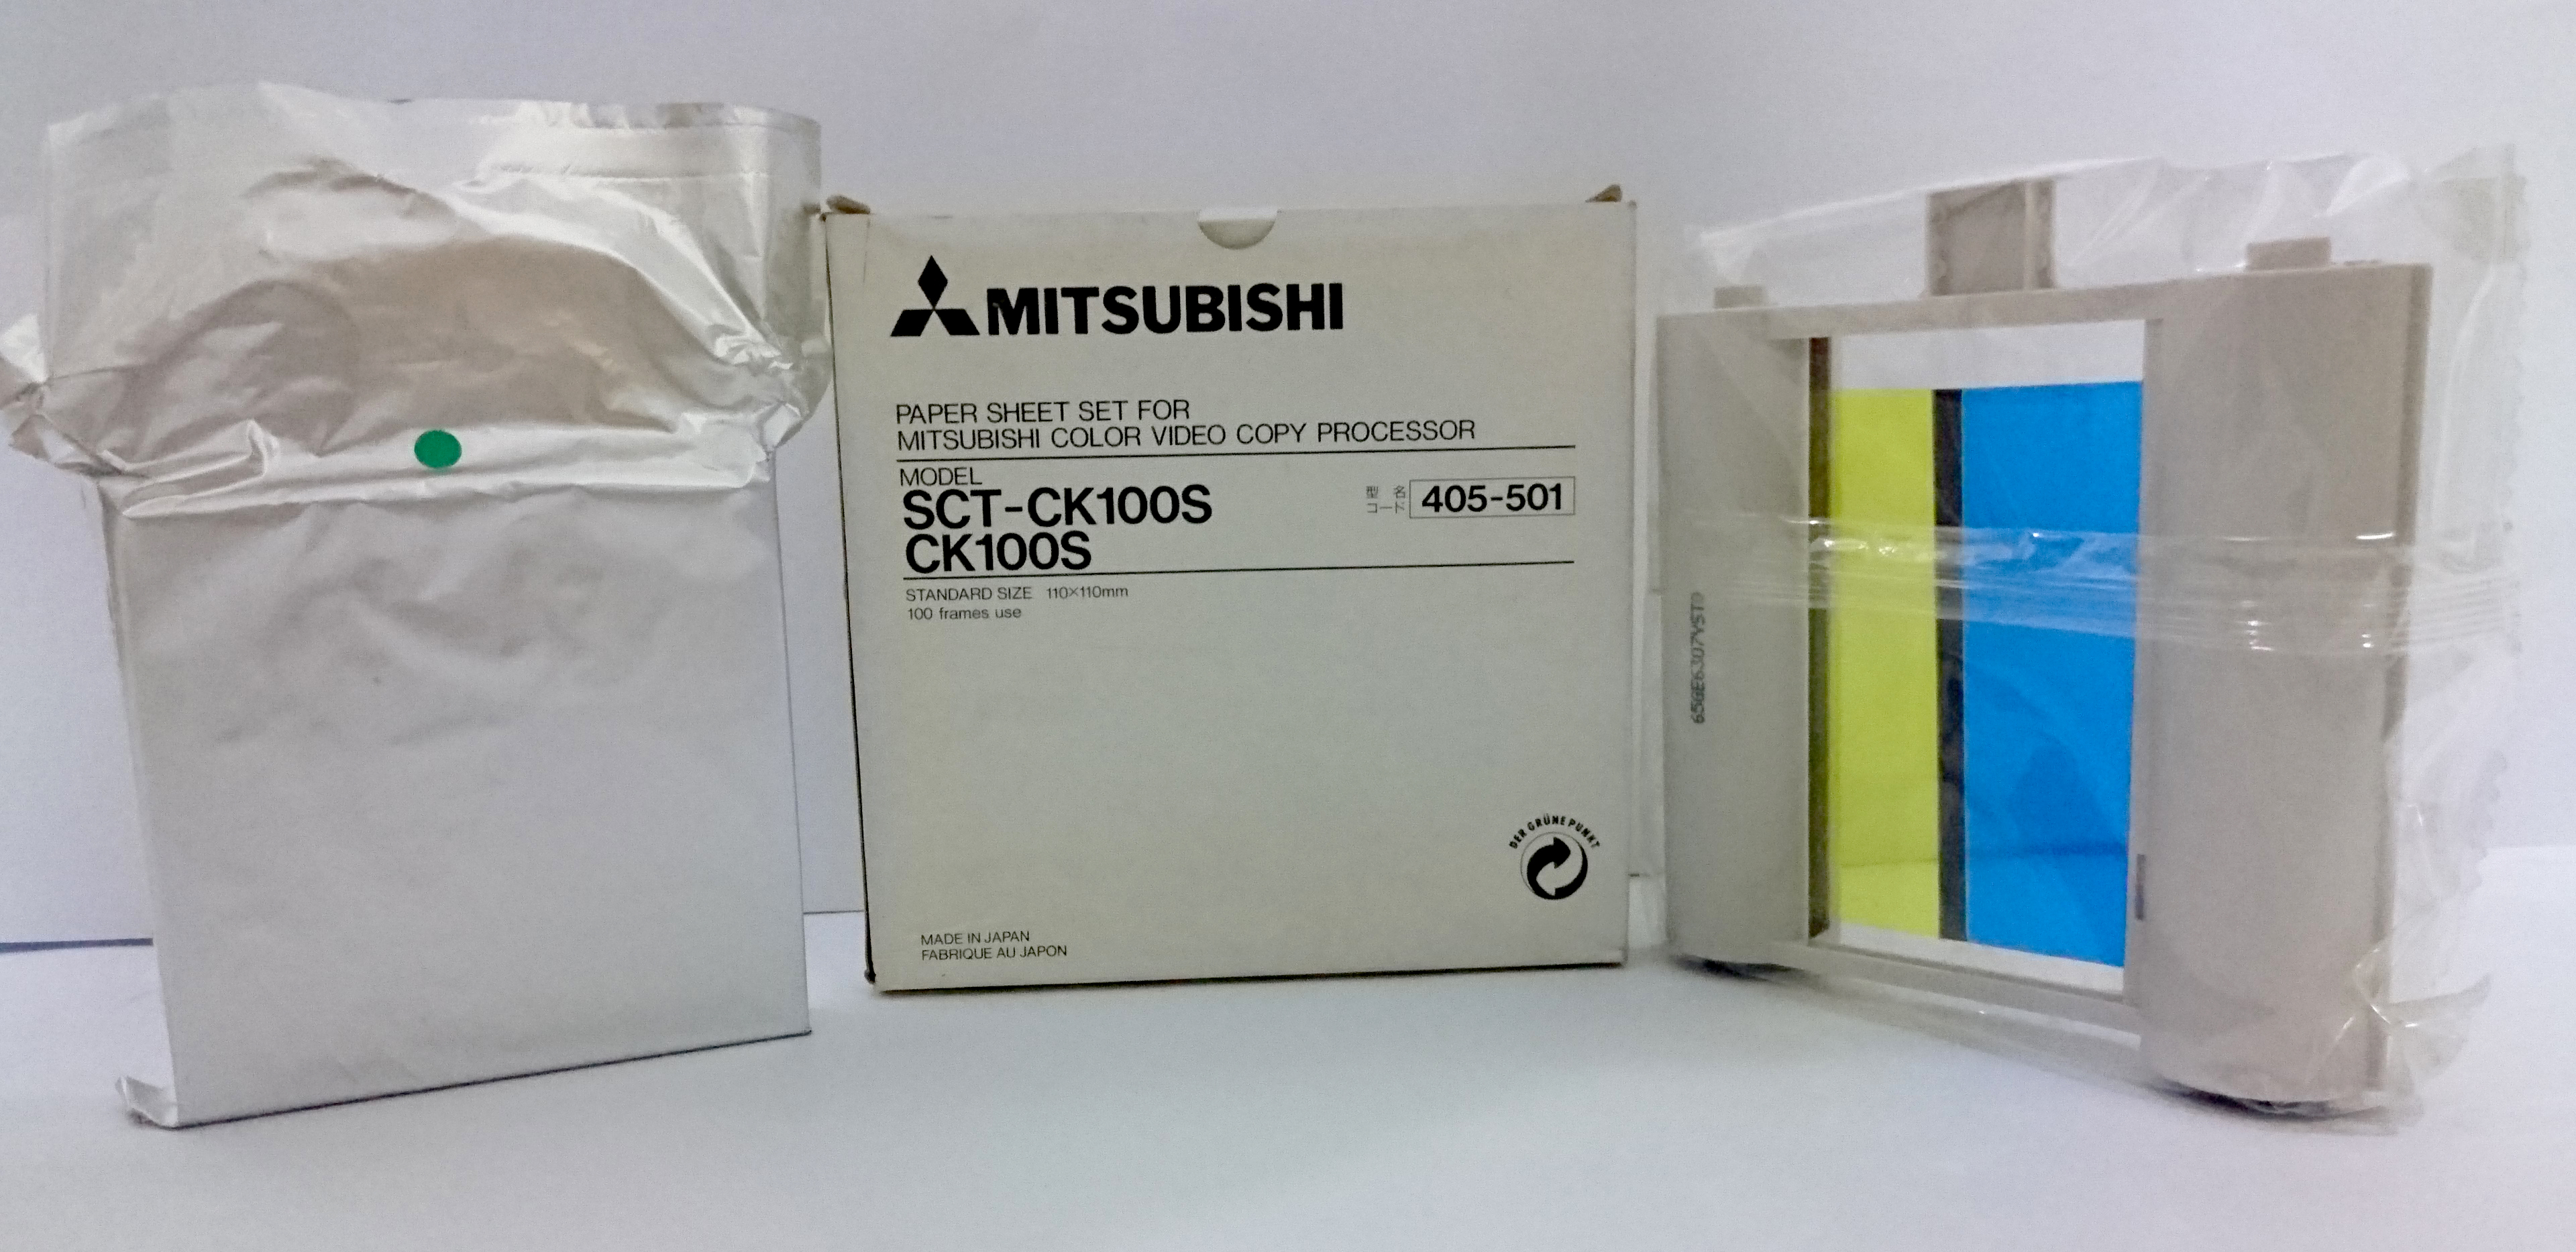 MITSUBISHI
PAPER SHEET SET FOR
MITSUBISHI COLOR VIDEO COPY PROCESSOR
MODEL
SCT-CK100S
CK100S
型名
コード
405-501
STANDARD SIZE 110×110mm
100 frames use
DER GRÜNE PUNKT
MADE IN JAPAN
FABRIQUE AU JAPON